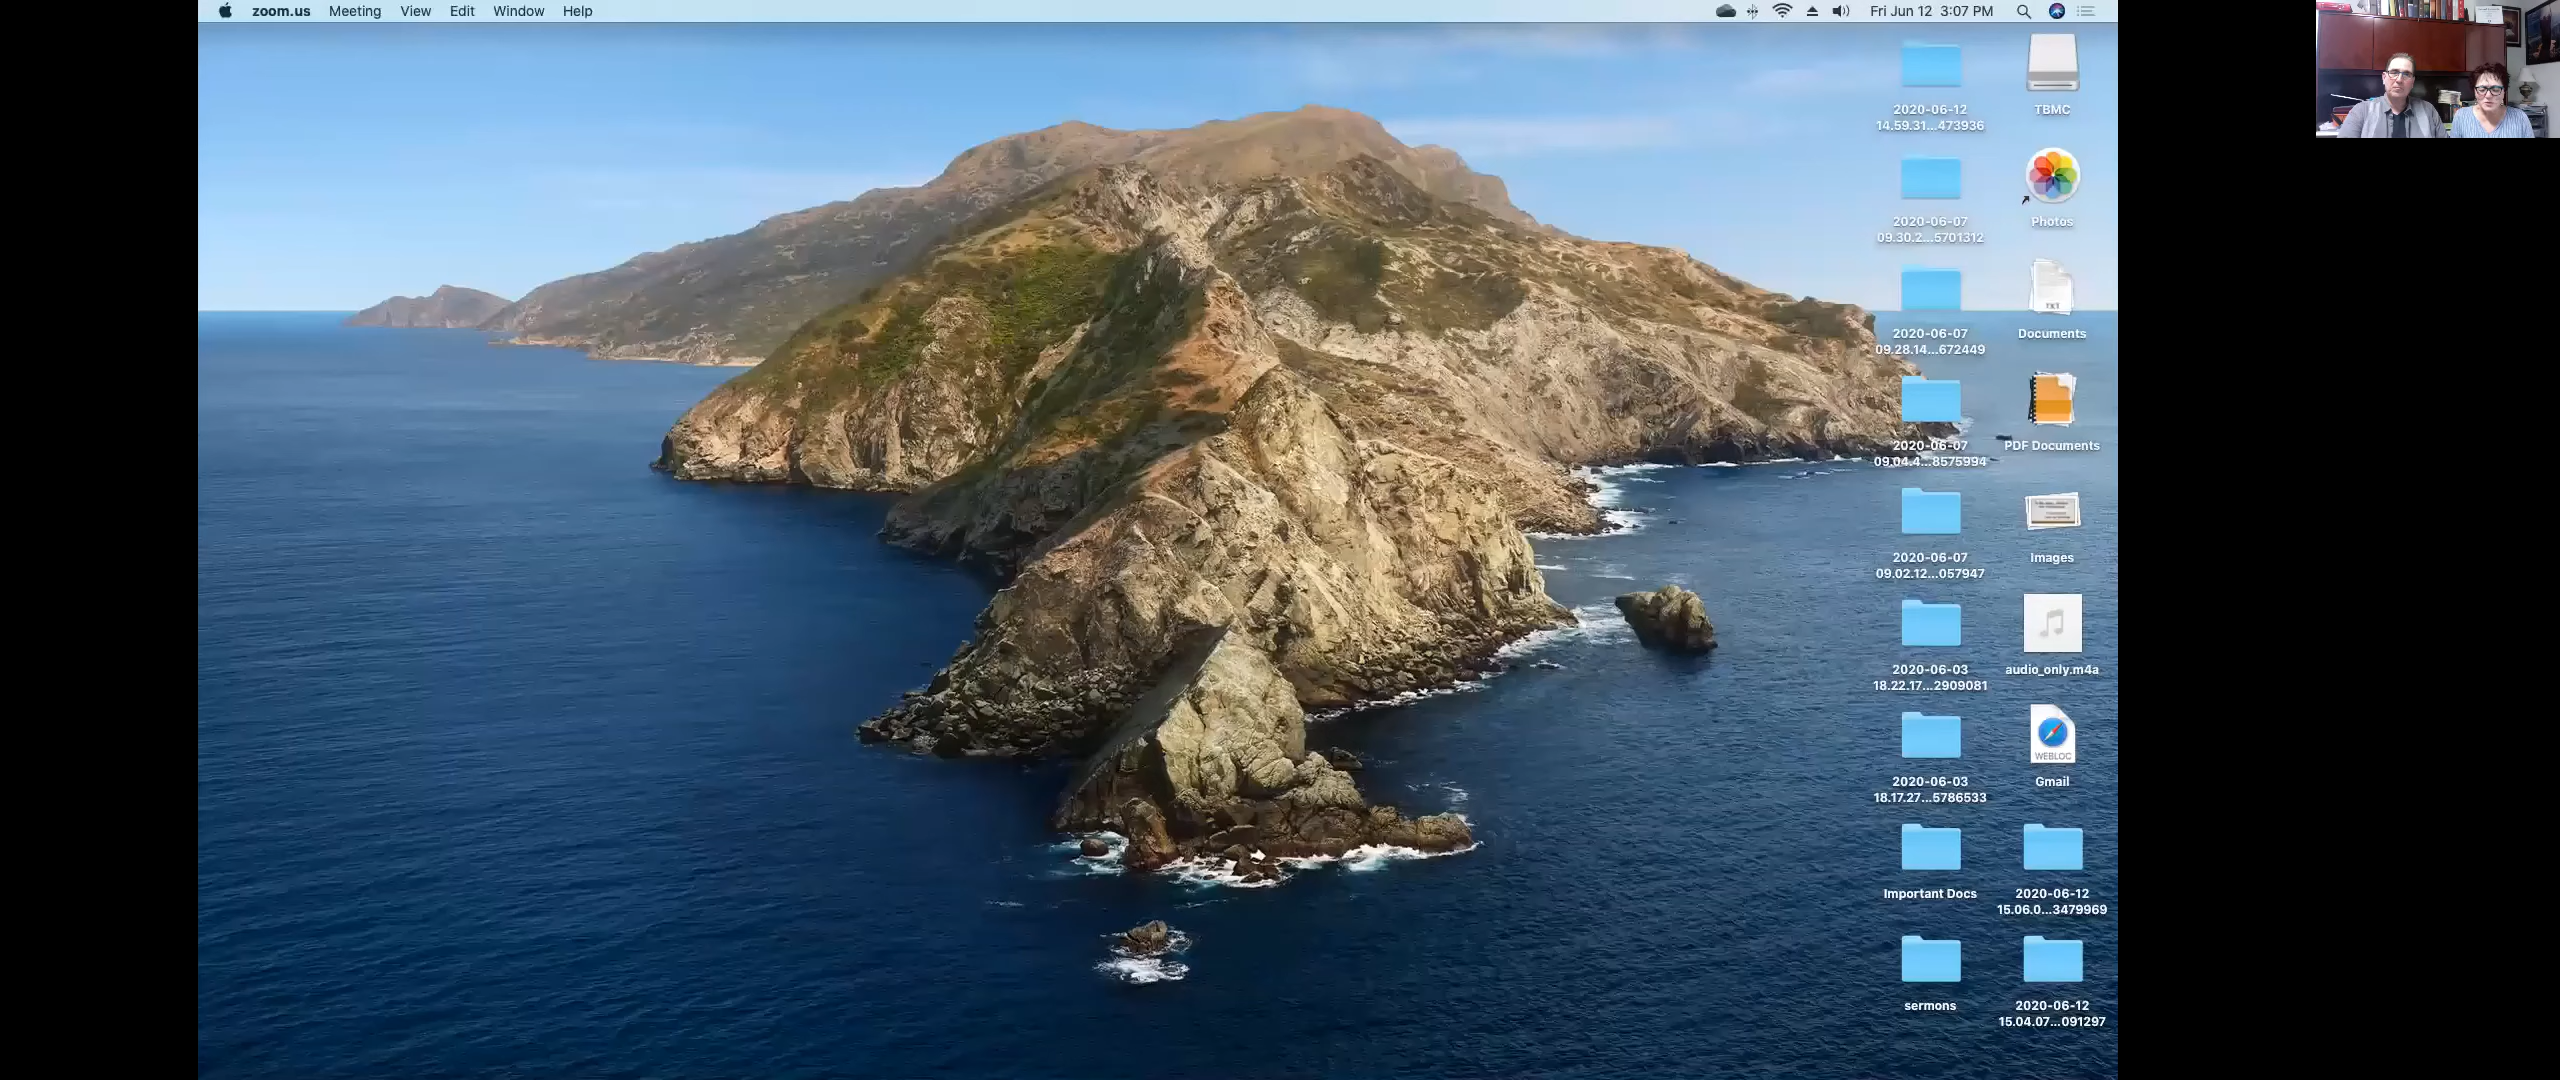 zoom.us Meeting View Edit Window Help Fri Jun 12 3:07 PM
2020-06-12
14.59.31...473936
TBMC
2020-06-07
09.30.2...5701312
Photos
2020-06-07
09.28.14...672449
TXT
Documents
2020-06-07
09.04.4...8575994
PDF Documents
2020-06-07
09.02.12...057947
Images
2020-06-03
18.22.17...2909081
audio_only.m4a
2020-06-03
18.17.27...5786533
WEBLOC
Gmail
Important Docs
2020-06-12
15.06.0...3479969
sermons
2020-06-12
15.04.07...091297